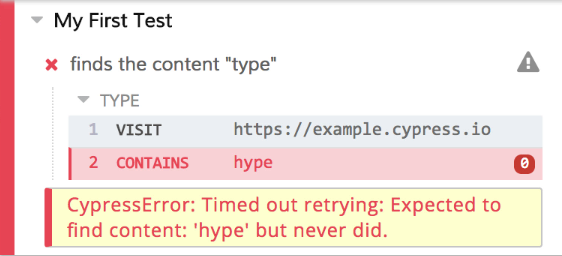 My First Test
finds the content "type"
TYPE
1 VISIT https://example.cypress.io
2 CONTAINS hype 0
CypressError: Timed out retrying: Expected to
find content: 'hype' but never did.